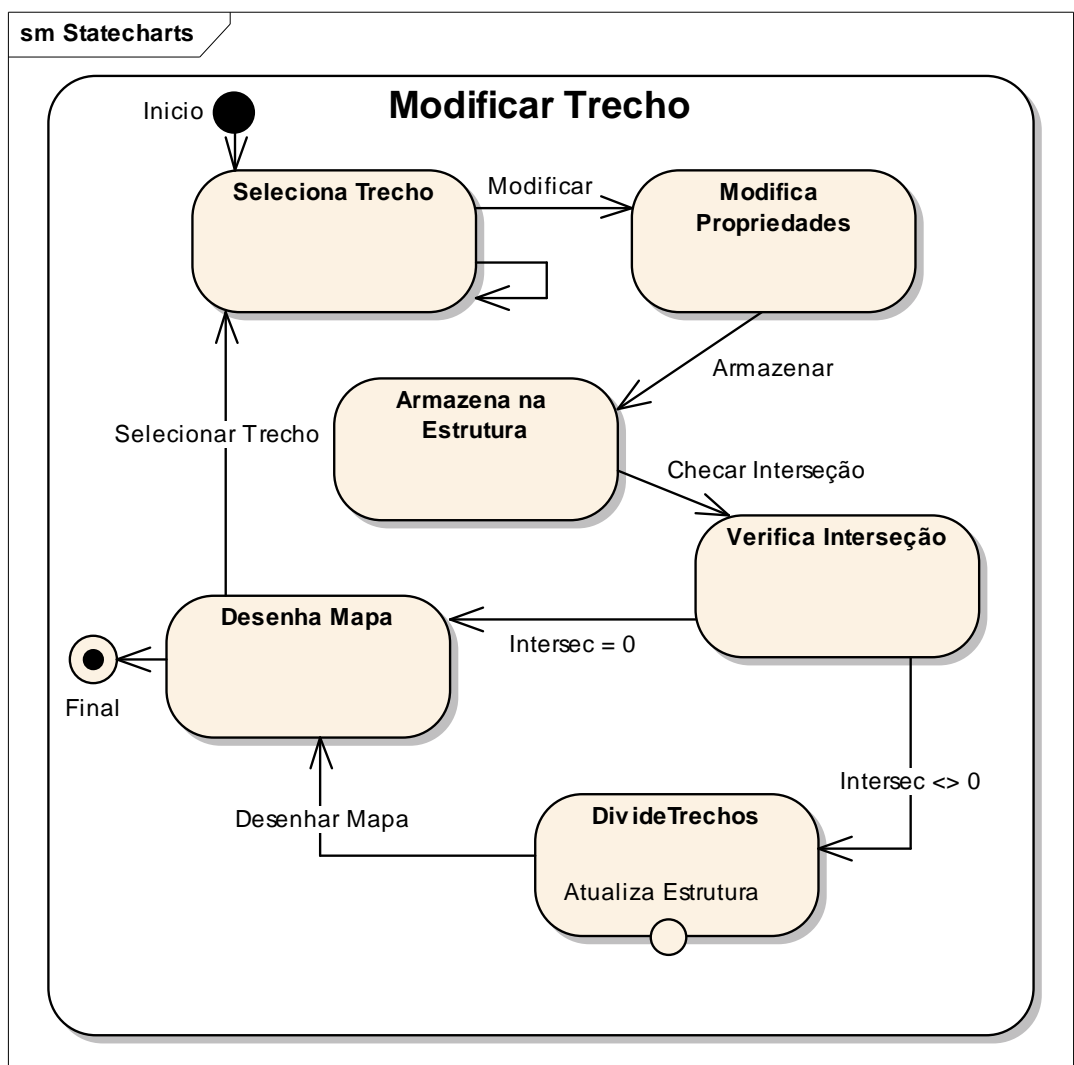 sm Statecharts
Modificar Trecho
Inicio
Seleciona Trecho
Modificar
Modifica
Propriedades
Armazenar
Armazena na
Estrutura
Selecionar Trecho
Checar Interseção
Verifica Interseção
Desenha Mapa
Intersec = 0
Final
Intersec <> 0
DivideTrechos
Desenhar Mapa
Atualiza Estrutura